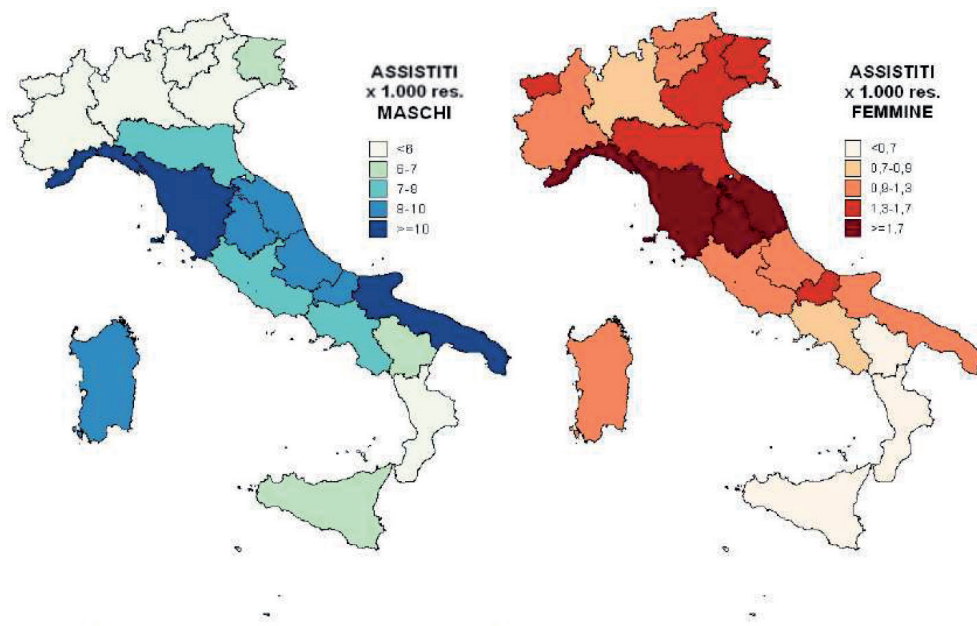 ASSISTITI
x 1.000 res.
MASCHI
<6
6-7
7-8
8-10
>=10
ASSISTITI
x 1.000 res.
FEMMINE
<0,7
0,7-0,9
0,9-1,3
1,3-1,7
>=1,7